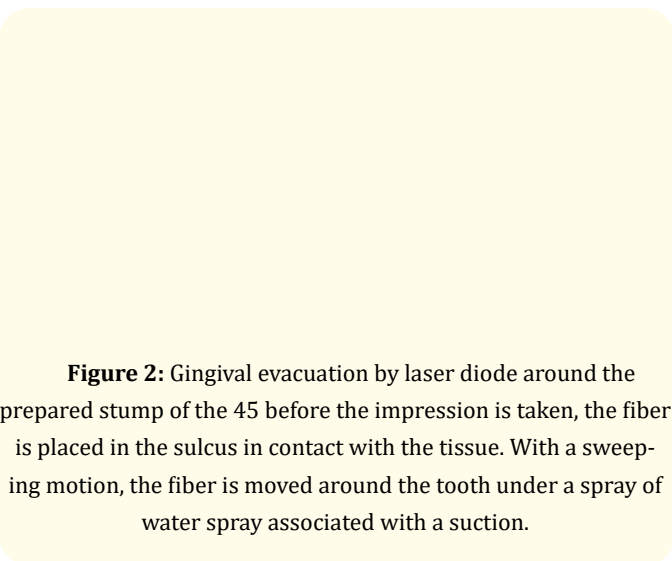 Figure 2: Gingival evacuation by laser diode around the
prepared stump of the 45 before the impression is taken, the fiber
is placed in the sulcus in contact with the tissue. With a sweep-
ing motion, the fiber is moved around the tooth under a spray of
water spray associated with a suction.